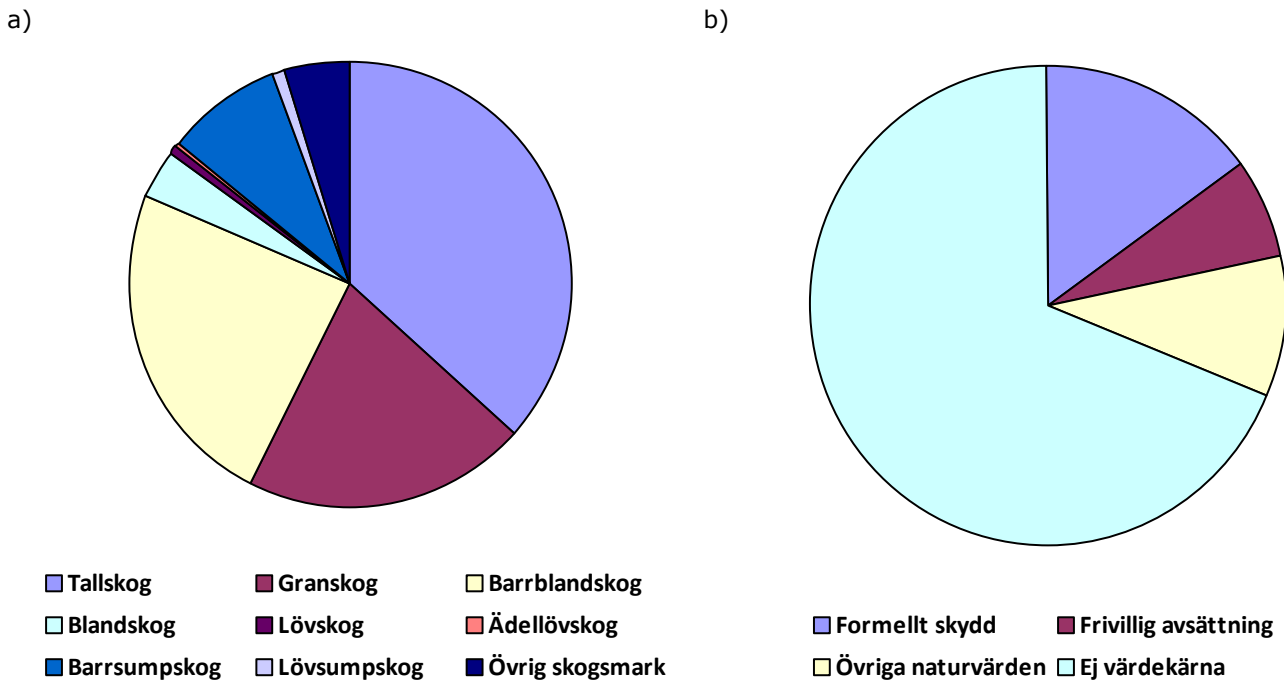 a)
b)
Tallskog Granskog Barrblandskog
Blandskog Lövskog Ädellövskog
Barrsumpskog Lövsumpskog Övrig skogsmark
Formellt skydd Frivillig avsättning
Övriga naturvärden Ej värdekärna